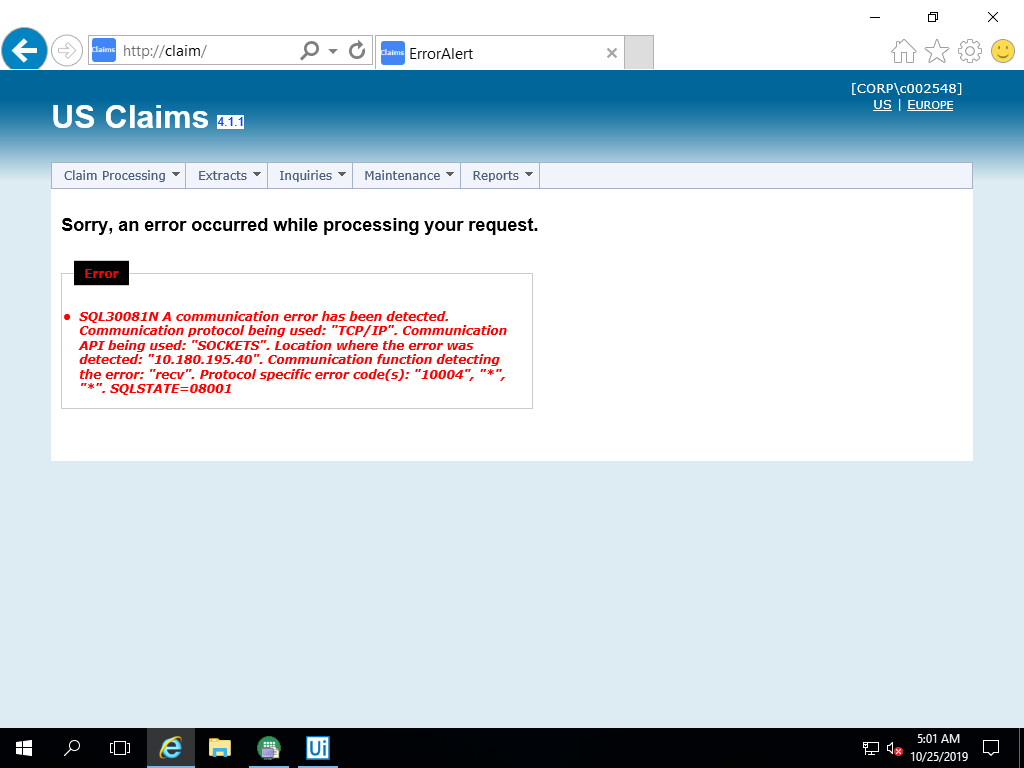 Claims http://claim/
Claims ErrorAlert
[CORP\c002548]
US | EUROPE
US Claims 4.1.1
Claim Processing Extracts Inquiries Maintenance Reports
Sorry, an error occurred while processing your request.
Error
SQL30081N A communication error has been detected.
Communication protocol being used: "TCP/IP". Communication
API being used: "SOCKETS". Location where the error was
detected: "10.180.195.40". Communication function detecting
the error: "recv". Protocol specific error code(s): "10004", "*",
"*". SQLSTATE=08001
Ui
5:01 AM
10/25/2019